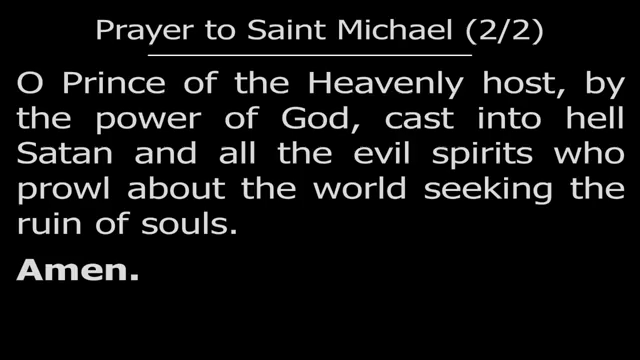 Prayer to Saint Michael (2/2)
O Prince of the Heavenly host, by
the power of God, cast into hell
Satan and all the evil spirits who
prowl about the world seeking the
ruin of souls.
Amen.